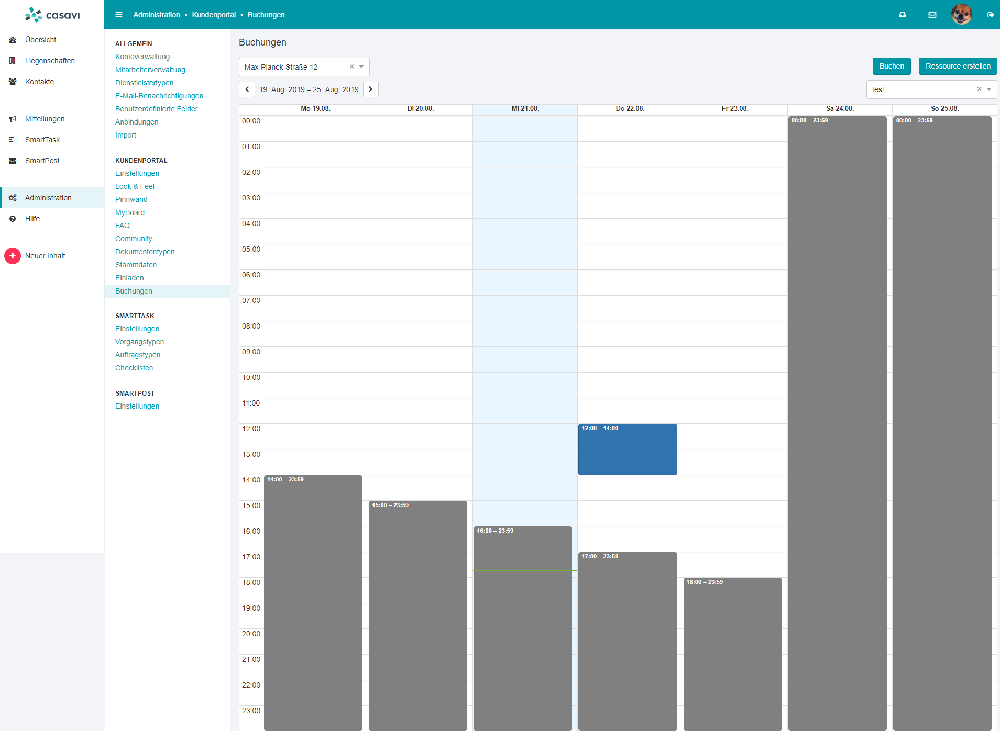 casavi
Übersicht
Liegenschaften
Kontakte
Mitteilungen
SmartTask
SmartPost
Administration
Hilfe
Neuer Inhalt
Administration > Kundenportal > Buchungen
ALLGEMEIN
Kontoverwaltung
Mitarbeiterverwaltung
Dienstleistertypen
E-Mail-Benachrichtigungen
Benutzerdefinierte Felder
Anbindungen
Import
KUNDENPORTAL
Einstellungen
Look & Feel
Pinnwand
MyBoard
FAQ
Community
Dokumententypen
Stammdaten
Einladen
Buchungen
SMARTTASK
Einstellungen
Vorgangstypen
Auftragstypen
Checklisten
SMARTPOST
Einstellungen
Buchungen
Max-Planck-Straße 12 ×
Buchen
Ressource erstellen
19. Aug. 2019 – 25. Aug. 2019
test ×
Mo 19.08. Di 20.08. Mi 21.08. Do 22.08. Fr 23.08. Sa 24.08. So 25.08.
00:00 00:00 – 23:59 00:00 – 23:59
01:00
02:00
03:00
04:00
05:00
06:00
07:00
08:00
09:00
10:00
11:00
12:00 12:00 – 14:00
13:00
14:00 14:00 – 23:59
15:00 15:00 – 23:59
16:00 16:00 – 23:59
17:00 17:00 – 23:59
18:00 18:00 – 23:59
19:00
20:00
21:00
22:00
23:00